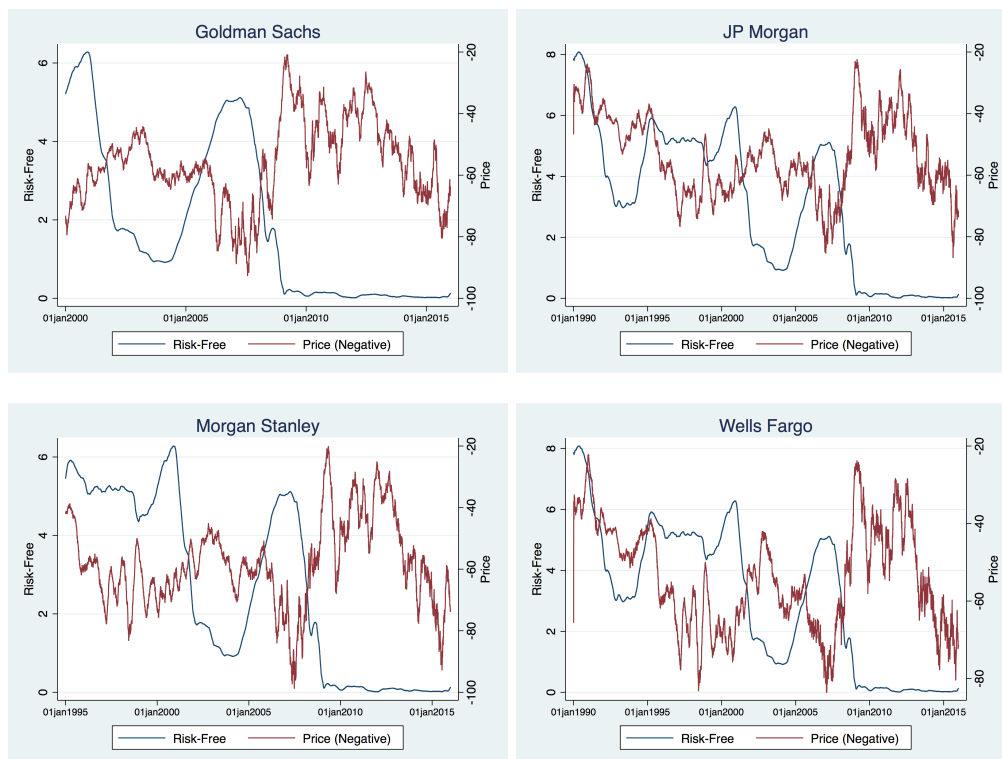 Goldman Sachs
Risk-Free
0
2
4
6
-100
-80
-60
-40
-20
Price
01jan2000
01jan2005
01jan2010
01jan2015
Risk-Free
Price (Negative)
JP Morgan
Risk-Free
0
2
4
6
8
-100
-80
-60
-40
-20
Price
01jan1990
01jan1995
01jan2000
01jan2005
01jan2010
01jan2015
Risk-Free
Price (Negative)
Morgan Stanley
Risk-Free
0
2
4
6
-100
-80
-60
-40
-20
Price
01jan1995
01jan2000
01jan2005
01jan2010
01jan2015
Risk-Free
Price (Negative)
Wells Fargo
Risk-Free
0
2
4
6
8
-80
-60
-40
-20
Price
01jan1990
01jan1995
01jan2000
01jan2005
01jan2010
01jan2015
Risk-Free
Price (Negative)